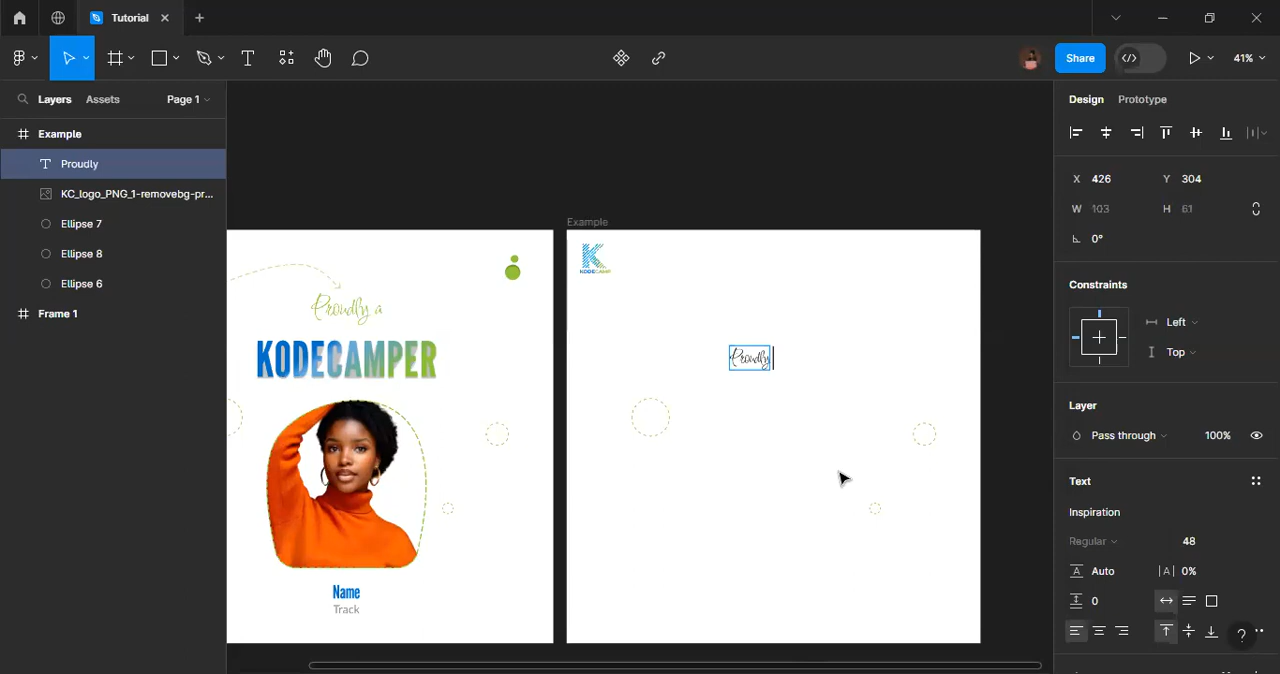 Tutorial
Share
41%
Layers
Assets
Page 1
Design
Prototype
Example
Proudly
KC_logo_PNG_1-removebg-pr...
Ellipse 7
Ellipse 8
Ellipse 6
Frame 1
Proudly a
KODECAMPER
Name
Track
Example
K
KODECAMP
Proudly
X 426
Y 304
W 103
H 61
0°
Constraints
Left
Top
Layer
Pass through
100%
Text
Inspiration
Regular
48
Auto
|A| 0%
0
?